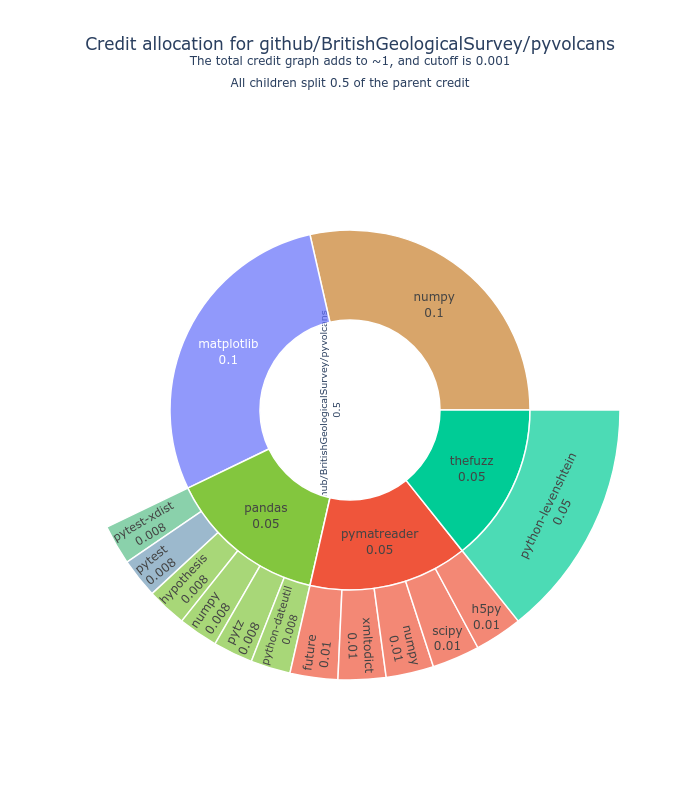 Credit allocation for github/BritishGeologicalSurvey/pyvolcans
The total credit graph adds to ~1, and cutoff is 0.001
All children split 0.5 of the parent credit
numpy
0.1
matplotlib
0.1
hub/BritishGeologicalSurvey/pyvolcans
0.5
thefuzz
0.05
python-levenshtein
0.05
pandas
0.05
pymatreader
0.05
pytest-xdist
0.008
pytest
0.008
hypothesis
0.008
numpy
0.008
pytz
0.008
python-dateutil
0.008
future
0.01
xmltodict
0.01
numpy
0.01
scipy
0.01
h5py
0.01